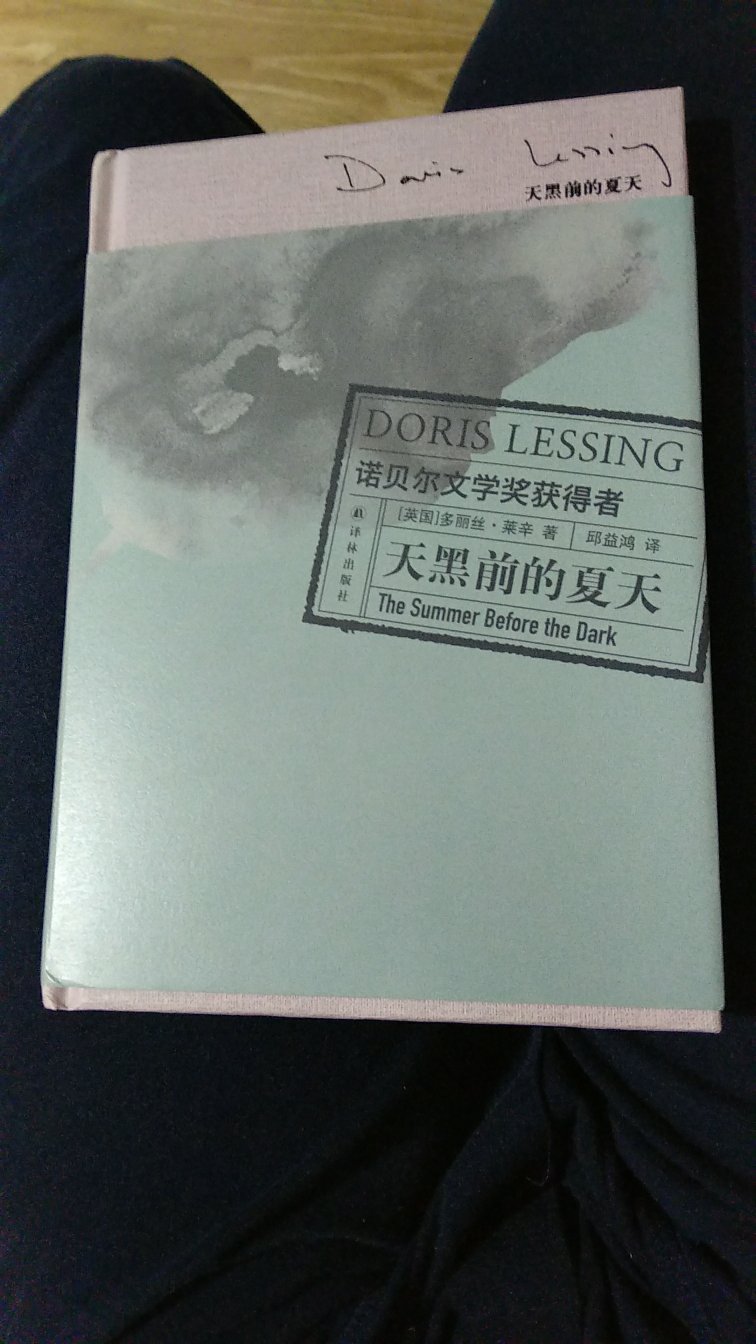 Doris Lessing
天黑前的夏天
DORIS LESSING
诺贝尔文学奖获得者
[英国]多丽丝·莱辛 著
邱益鸿 译
译林出版社
天黑前的夏天
The Summer Before the Dark